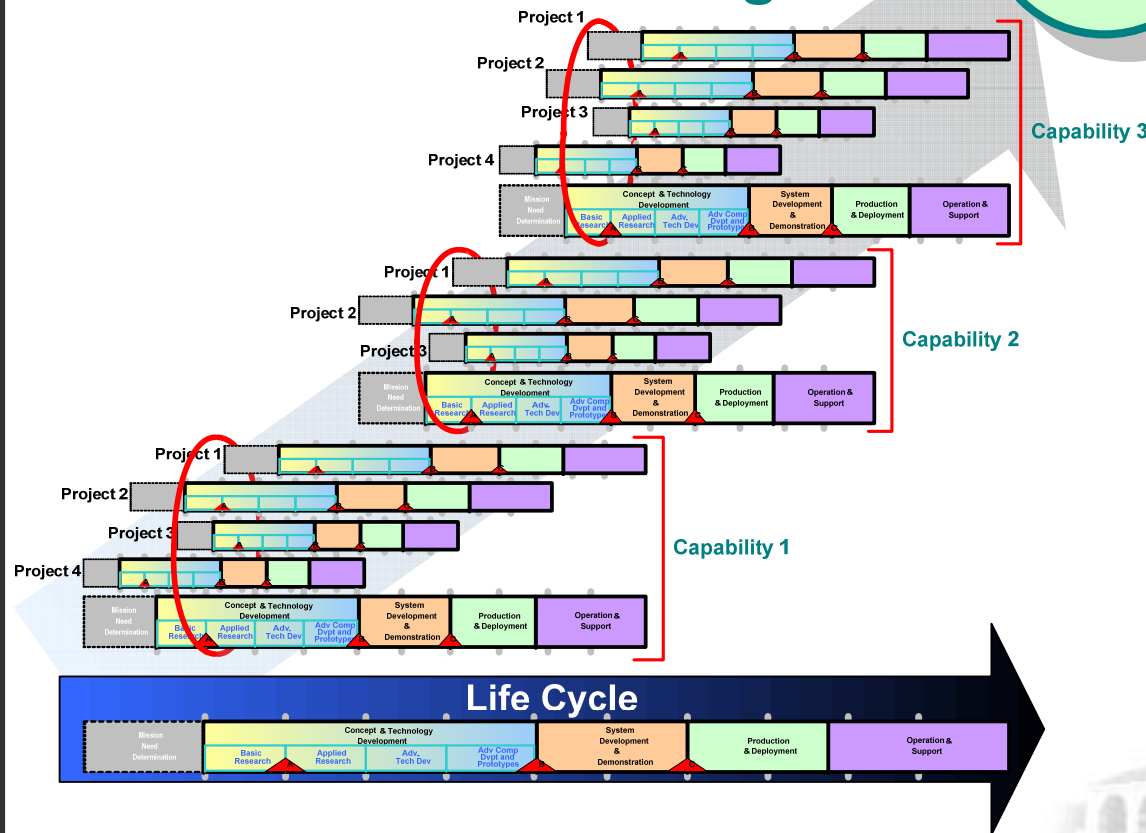 Project 1
A
B
C
Project 2
A
B
C
Project 3
A
B
C
Project 4
B
C
Capability 3
Mission
Need
Determination
Concept & Technology
Development
Basic
Research
Applied
Research
Adv.
Tech Dev
Adv Comp
Dvpt and
Prototypes
System
Development
&
Demonstration
Production
& Deployment
Operation &
Support
A
B
C
Project 1
A
B
C
Project 2
A
B
C
Project 3
A
B
C
Capability 2
Mission
Need
Determination
Concept & Technology
Development
Basic
Research
Applied
Research
Adv.
Tech Dev
Adv Comp
Dvpt and
Prototypes
System
Development
&
Demonstration
Production
& Deployment
Operation &
Support
A
B
C
Project 1
A
B
C
Project 2
A
B
C
Project 3
A
B
C
Project 4
A
B
C
Capability 1
Mission
Need
Determination
Concept & Technology
Development
Basic
Research
Applied
Research
Adv.
Tech Dev
Adv Comp
Dvpt and
Prototypes
System
Development
&
Demonstration
Production
& Deployment
Operation &
Support
A
B
C
Life Cycle
Mission
Need
Determination
Concept & Technology
Development
Basic
Research
Applied
Research
Adv.
Tech Dev
Adv Comp
Dvpt and
Prototypes
System
Development
&
Demonstration
Production
& Deployment
Operation &
Support
A
B
C